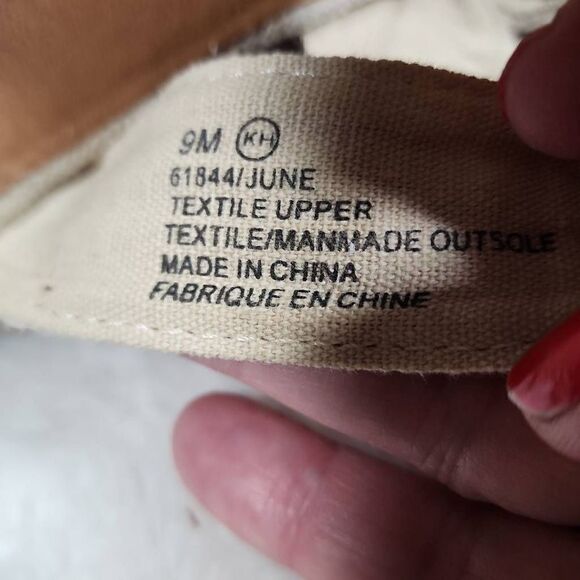 9M KH
61844/JUNE
TEXTILE UPPER
TEXTILE/MANMADE OUTSOLE
MADE IN CHINA
FABRIQUE EN CHINE